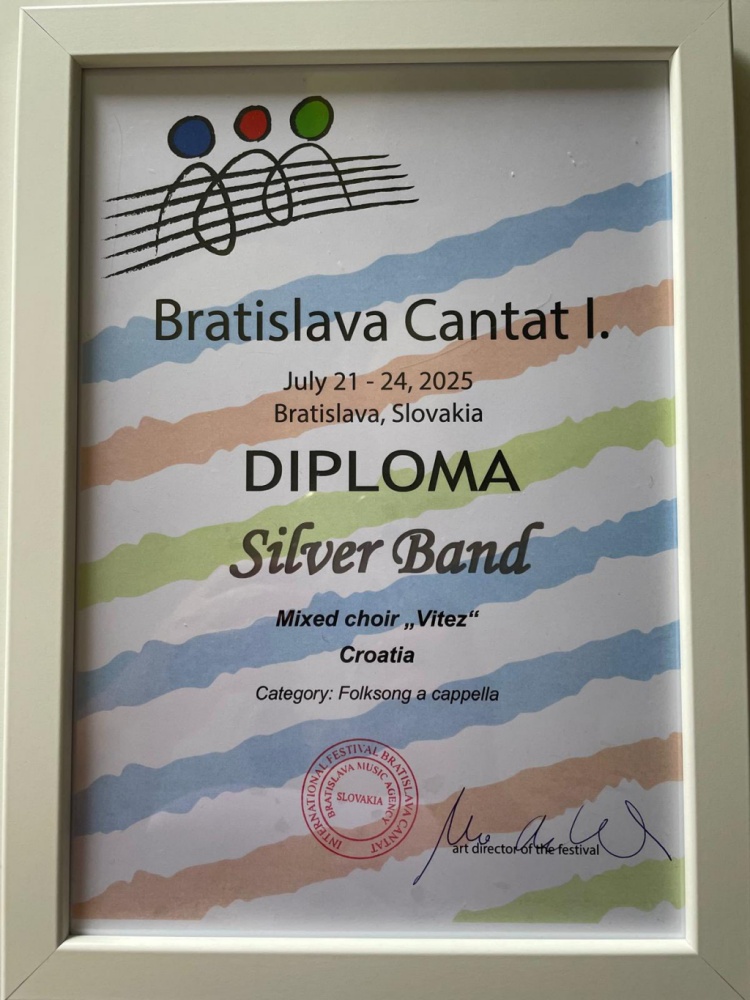 Bratislava Cantat I.
July 21 - 24, 2025
Bratislava, Slovakia
DIPLOMA
Silver Band
Mixed choir „Vitez“
Croatia
Category: Folksong a cappella
INTERNATIONAL FESTIVAL BRATISLAVA CANTAT
BRATISLAVA MUSIC AGENCY
SLOVAKIA
art director of the festival